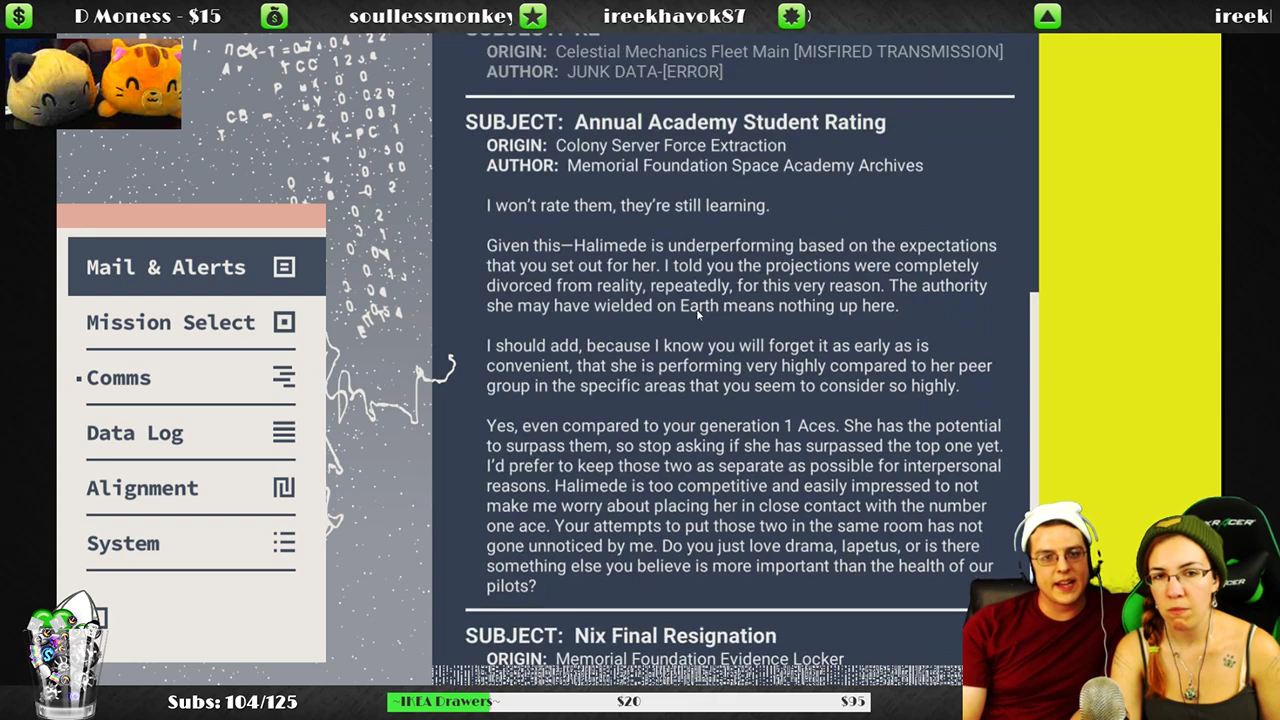 D Moness - $15
soullessmonkey
ireekhavok87
ireek
ORIGIN: Celestial Mechanics Fleet Main [MISFIRED TRANSMISSION]
AUTHOR: JUNK DATA-[ERROR]
SUBJECT: Annual Academy Student Rating
ORIGIN: Colony Server Force Extraction
AUTHOR: Memorial Foundation Space Academy Archives
I won't rate them, they're still learning.
Given this—Halimede is underperforming based on the expectations
that you set out for her. I told you the projections were completely
divorced from reality, repeatedly, for this very reason. The authority
she may have wielded on Earth means nothing up here.
I should add, because I know you will forget it as early as is
convenient, that she is performing very highly compared to her peer
group in the specific areas that you seem to consider so highly.
Yes, even compared to your generation 1 Aces. She has the potential
to surpass them, so stop asking if she has surpassed the top one yet.
I'd prefer to keep those two as separate as possible for interpersonal
reasons. Halimede is too competitive and easily impressed to not
make me worry about placing her in close contact with the number
one ace. Your attempts to put those two in the same room has not
gone unnoticed by me. Do you just love drama, Iapetus, or is there
something else you believe is more important than the health of our
pilots?
SUBJECT: Nix Final Resignation
ORIGIN: Memorial Foundation Evidence Locker
Mail & Alerts
Mission Select
Comms
Data Log
Alignment
System
Subs: 104/125
~IKEA Drawers~
$20
$95